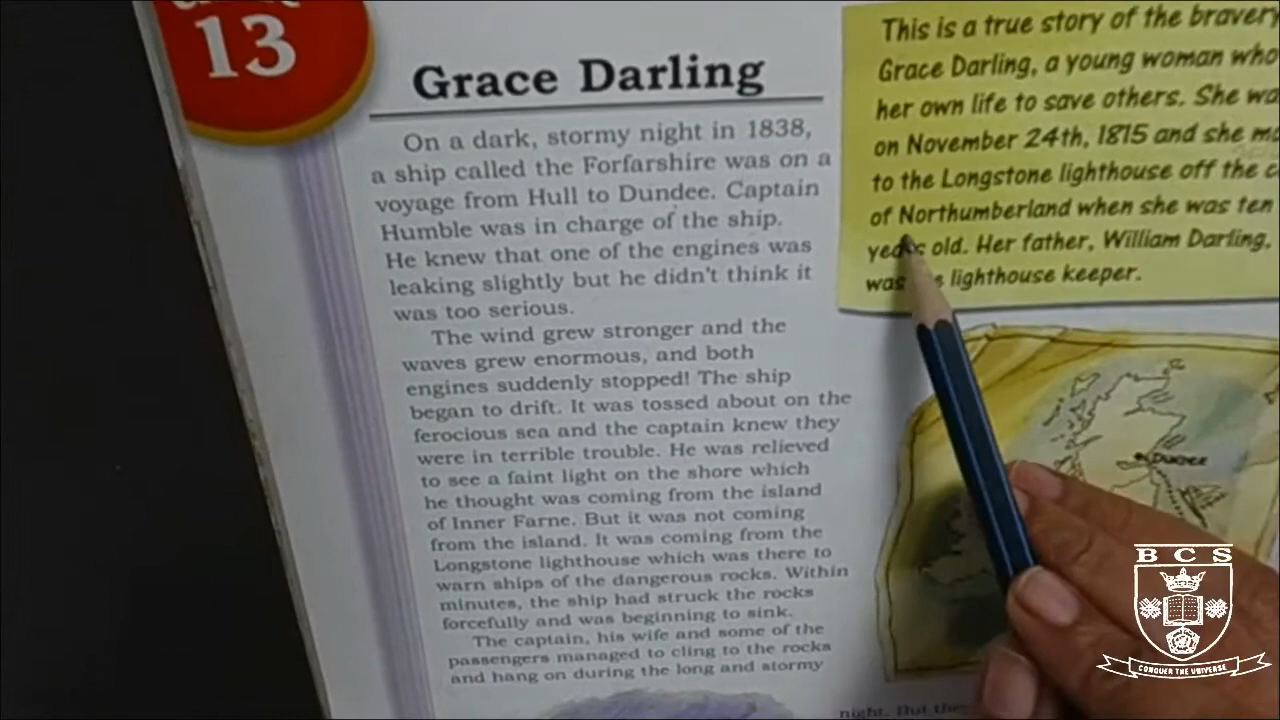 13
Grace Darling
On a dark, stormy night in 1838,
a ship called the Forfarshire was on a
voyage from Hull to Dundee. Captain
Humble was in charge of the ship.
He knew that one of the engines was
leaking slightly but he didn't think it
was too serious.
The wind grew stronger and the
waves grew enormous, and both
engines suddenly stopped! The ship
began to drift. It was tossed about on the
ferocious sea and the captain knew they
were in terrible trouble. He was relieved
to see a faint light on the shore which
he thought was coming from the island
of Inner Farne. But it was not coming
from the island. It was coming from the
Longstone lighthouse which was there to
warn ships of the dangerous rocks. Within
minutes, the ship had struck the rocks
forcefully and was beginning to sink.
The captain, his wife and some of the
passengers managed to cling to the rocks
and hang on during the long and stormy
This is a true story of the bravery
Grace Darling, a young woman who
her own life to save others. She
on November 24th, 1815 and she
to the Longstone lighthouse off the
of Northumberland when she was ten
years old. Her father, William Darling,
was lighthouse keeper.
Dundee
night. But
BCS
CONQUER THE UNIVERSE